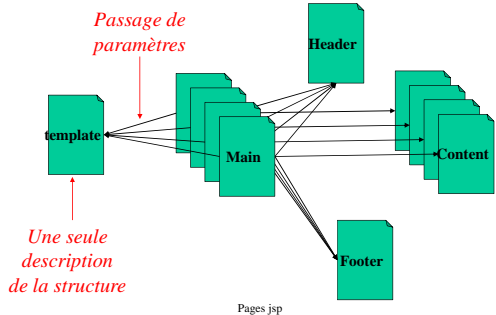 Passage de
paramètres
Header
template
Main
Content
Une seule
description
de la structure
Footer
Pages jsp